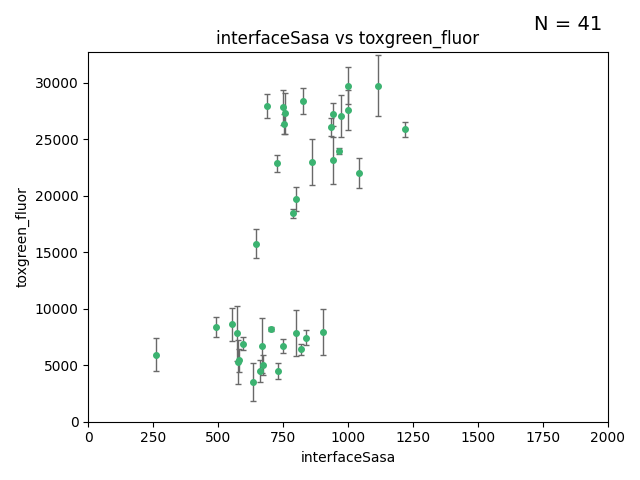 N = 41
interfaceSasa vs toxgreen_fluor
30000
25000
20000
15000
10000
5000
0
toxgreen_fluor
0 250 500 750 1000 1250 1500 1750 2000
interfaceSasa